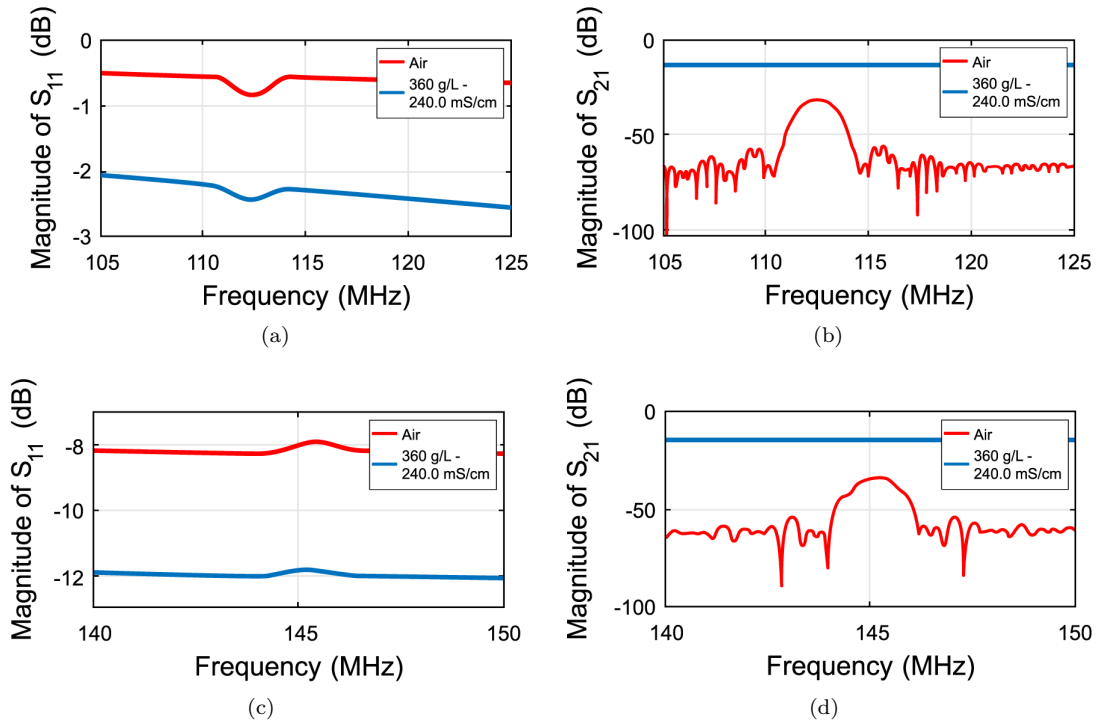 Magnitude of S11 (dB)
0
-1
-2
-3
Air
360 g/L -
240.0 mS/cm
105 110 115 120 125
Frequency (MHz)
(a)
Magnitude of S21 (dB)
0
-50
-100
Air
360 g/L -
240.0 mS/cm
105 110 115 120 125
Frequency (MHz)
(b)
Magnitude of S11 (dB)
-8
-10
-12
Air
360 g/L -
240.0 mS/cm
140 145 150
Frequency (MHz)
(c)
Magnitude of S21 (dB)
0
-50
-100
Air
360 g/L -
240.0 mS/cm
140 145 150
Frequency (MHz)
(d)